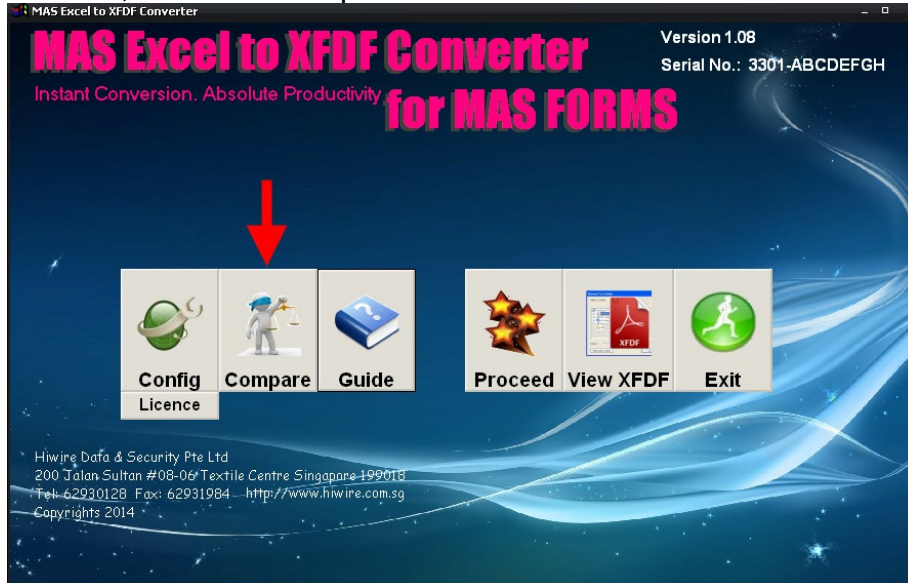 MAS Excel to XFDF Converter
MAS Excel to XFDF Converter
Version 1.08
Serial No.: 3301-ABCDEFGH
Instant Conversion. Absolute Productivity
for MAS FORMS
XFDF
Config Compare Guide Proceed View XFDF Exit
Licence
Hiwire Data & Security Pte Ltd
200 Jalan Sultan #08-06 Textile Centre Singapore 199018
Tel: 62930128 Fax: 62931984 http://www.hiwire.com.sg
Copyrights 2014